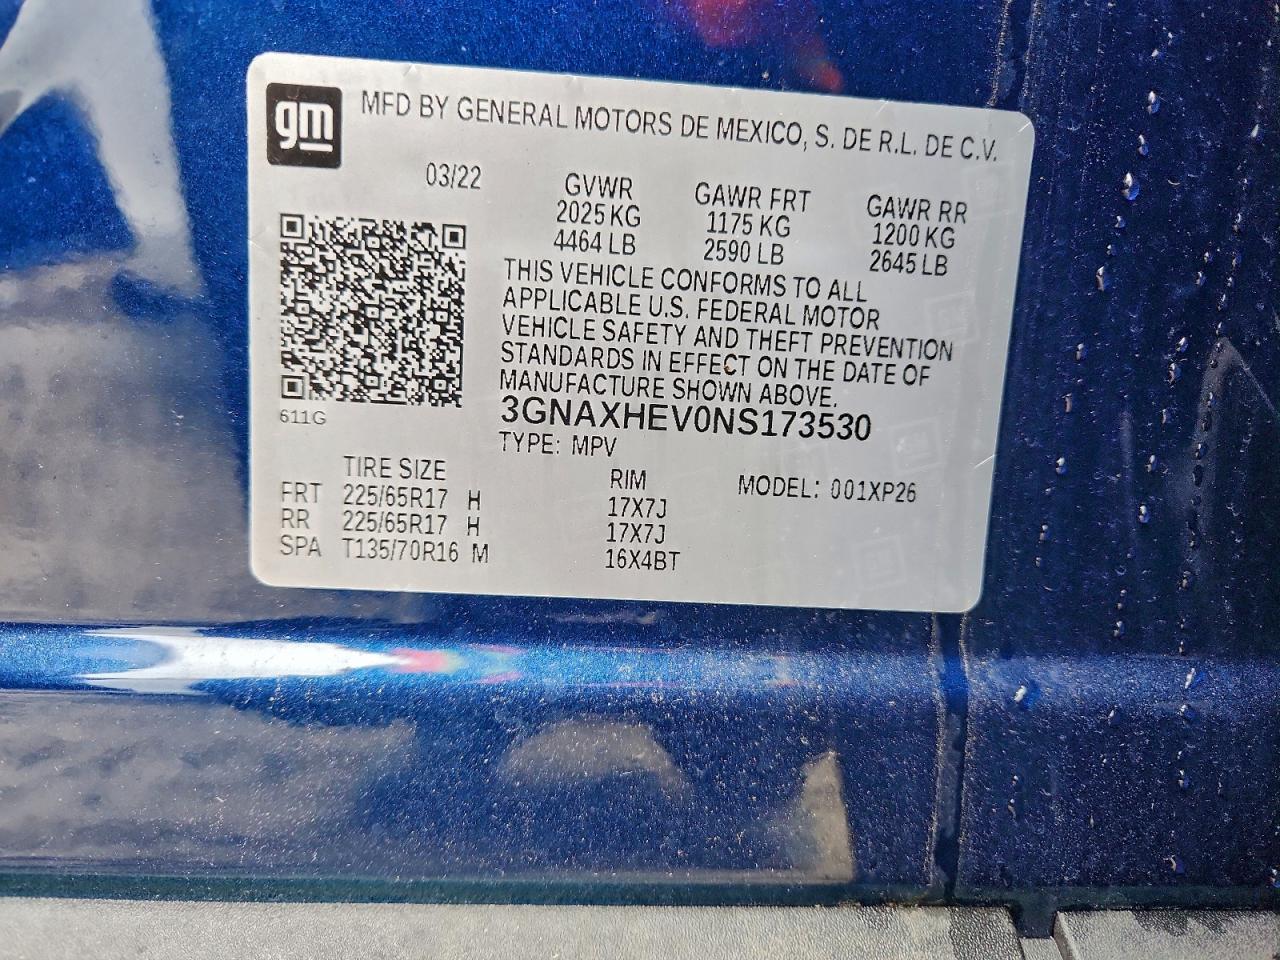 gm
MFD BY GENERAL MOTORS DE MEXICO, S. DE R.L. DE C.V.
03/22 GVWR GAWR FRT GAWR RR
2025 KG 1175 KG 1200 KG
4464 LB 2590 LB 2645 LB
THIS VEHICLE CONFORMS TO ALL
APPLICABLE U.S. FEDERAL MOTOR
VEHICLE SAFETY AND THEFT PREVENTION
STANDARDS IN EFFECT ON THE DATE OF
MANUFACTURE SHOWN ABOVE.
611G
3GNAXHEV0NS173530
TYPE: MPV
TIRE SIZE RIM MODEL: 001XP26
FRT 225/65R17 H 17X7J
RR 225/65R17 H 17X7J
SPA T135/70R16 M 16X4BT